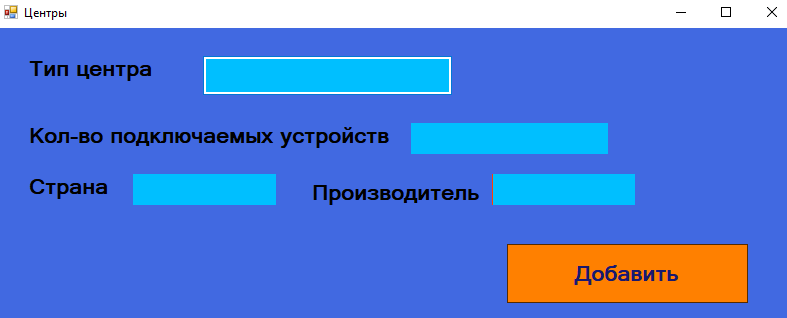 Центры
Тип центра
Кол-во подключаемых устройств
Страна
Производитель
Добавить